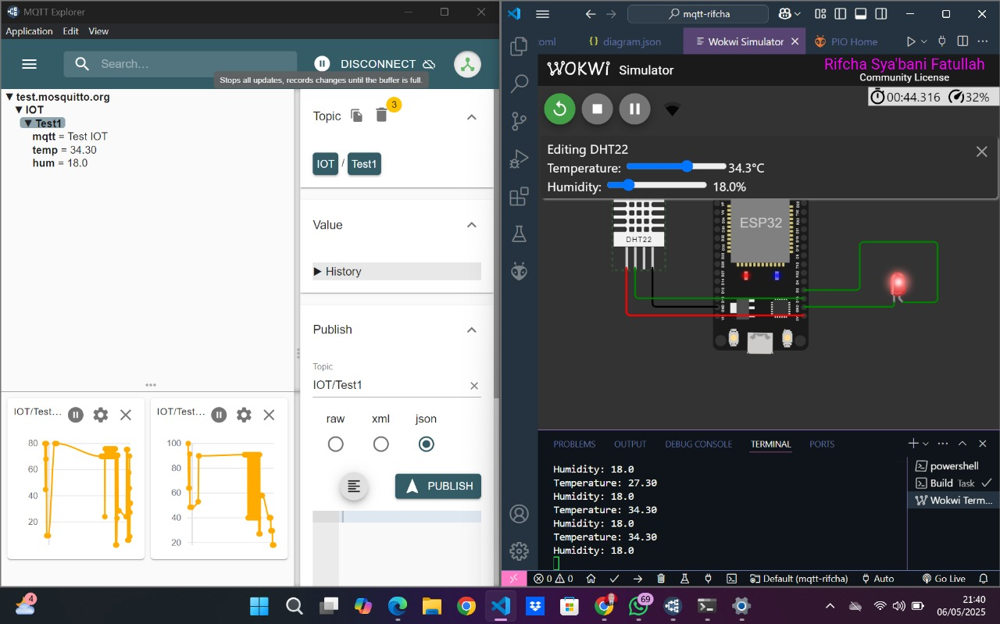 MQTT Explorer
Application Edit View
Search...
DISCONNECT
Stops all updates, records changes until the buffer is full.
▼ test.mosquitto.org
▼ IOT
▼ Test1
mqtt = Test IOT
temp = 34.30
hum = 18.0
Topic
3
IOT / Test1
Value
▶ History
Publish
Topic
IOT/Test1
raw xml json
PUBLISH
IOT/Test...
80
60
40
20
IOT/Test...
100
80
60
40
20
mqtt-rifcha
oml
{} diagram.json
Wokwi Simulator
PIO Home
WOKWI Simulator
Rifcha Sya'bani Fatullah
Community License
00:44.316 32%
Editing DHT22
Temperature: 34.3°C
Humidity: 18.0%
DHT22
ESP32
PROBLEMS OUTPUT DEBUG CONSOLE TERMINAL PORTS
Humidity: 18.0
Temperature: 27.30
Humidity: 18.0
Temperature: 34.30
Humidity: 18.0
Temperature: 34.30
Humidity: 18.0
powershell
Build Task
Wokwi Term...
0 0
Default (mqtt-rifcha)
Auto
Go Live
4
69
21:40
06/05/2025